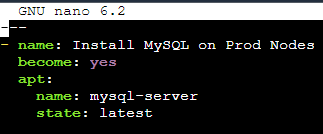 GNU nano 6.2
---
- name: Install MySQL on Prod Nodes
  become: yes
  apt:
    name: mysql-server
    state: latest